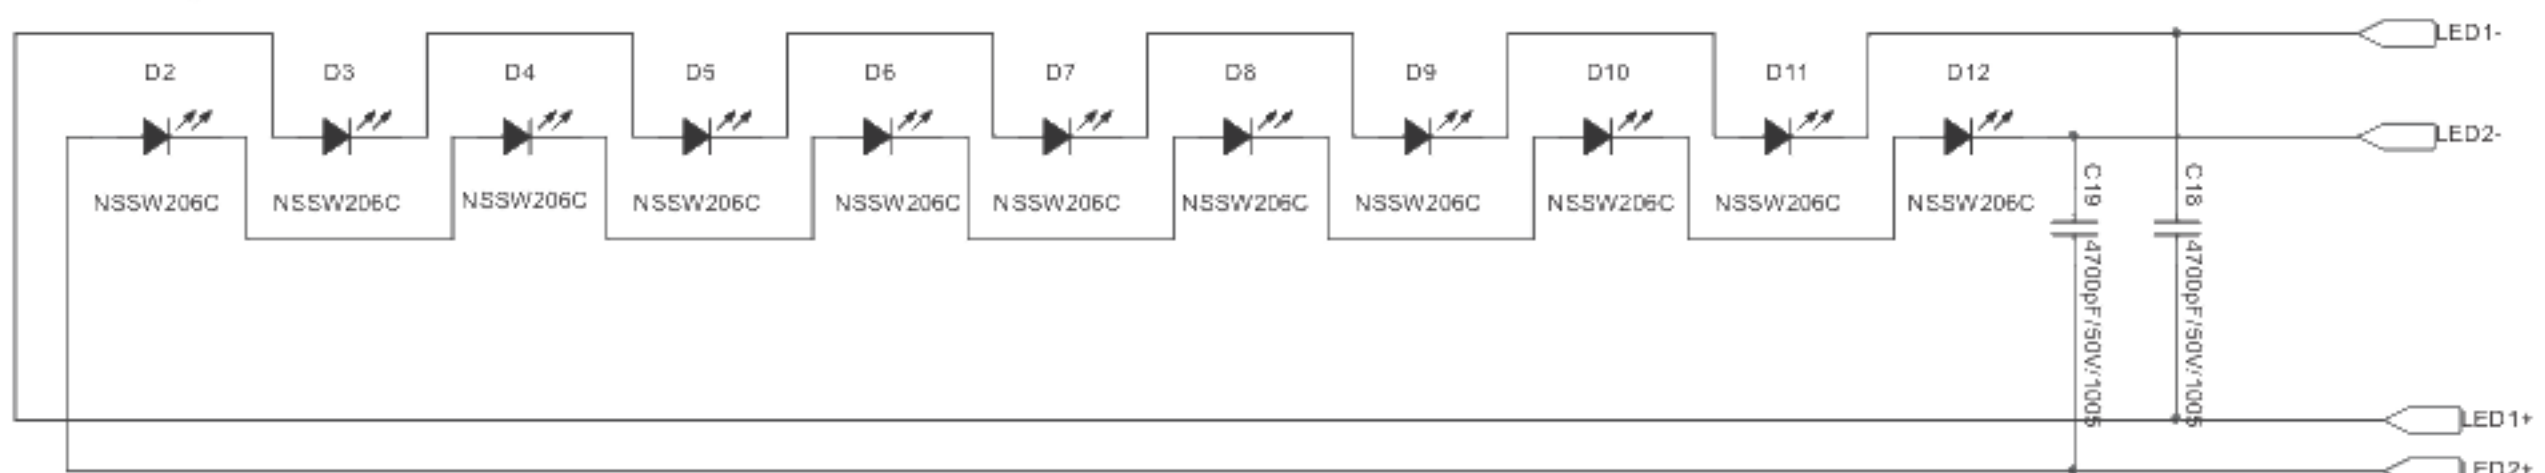 LED1-
D2 D3 D4 D5 D6 D7 D8 D9 D10 D11 D12
LED2-
NSSW206C NSSW206C NSSW206C NSSW206C NSSW206C NSSW206C NSSW206C NSSW206C NSSW206C NSSW206C NSSW206C
C19
4700pF/50V/1005
C18
4700pF/50V/1005
LED1+
LED2+